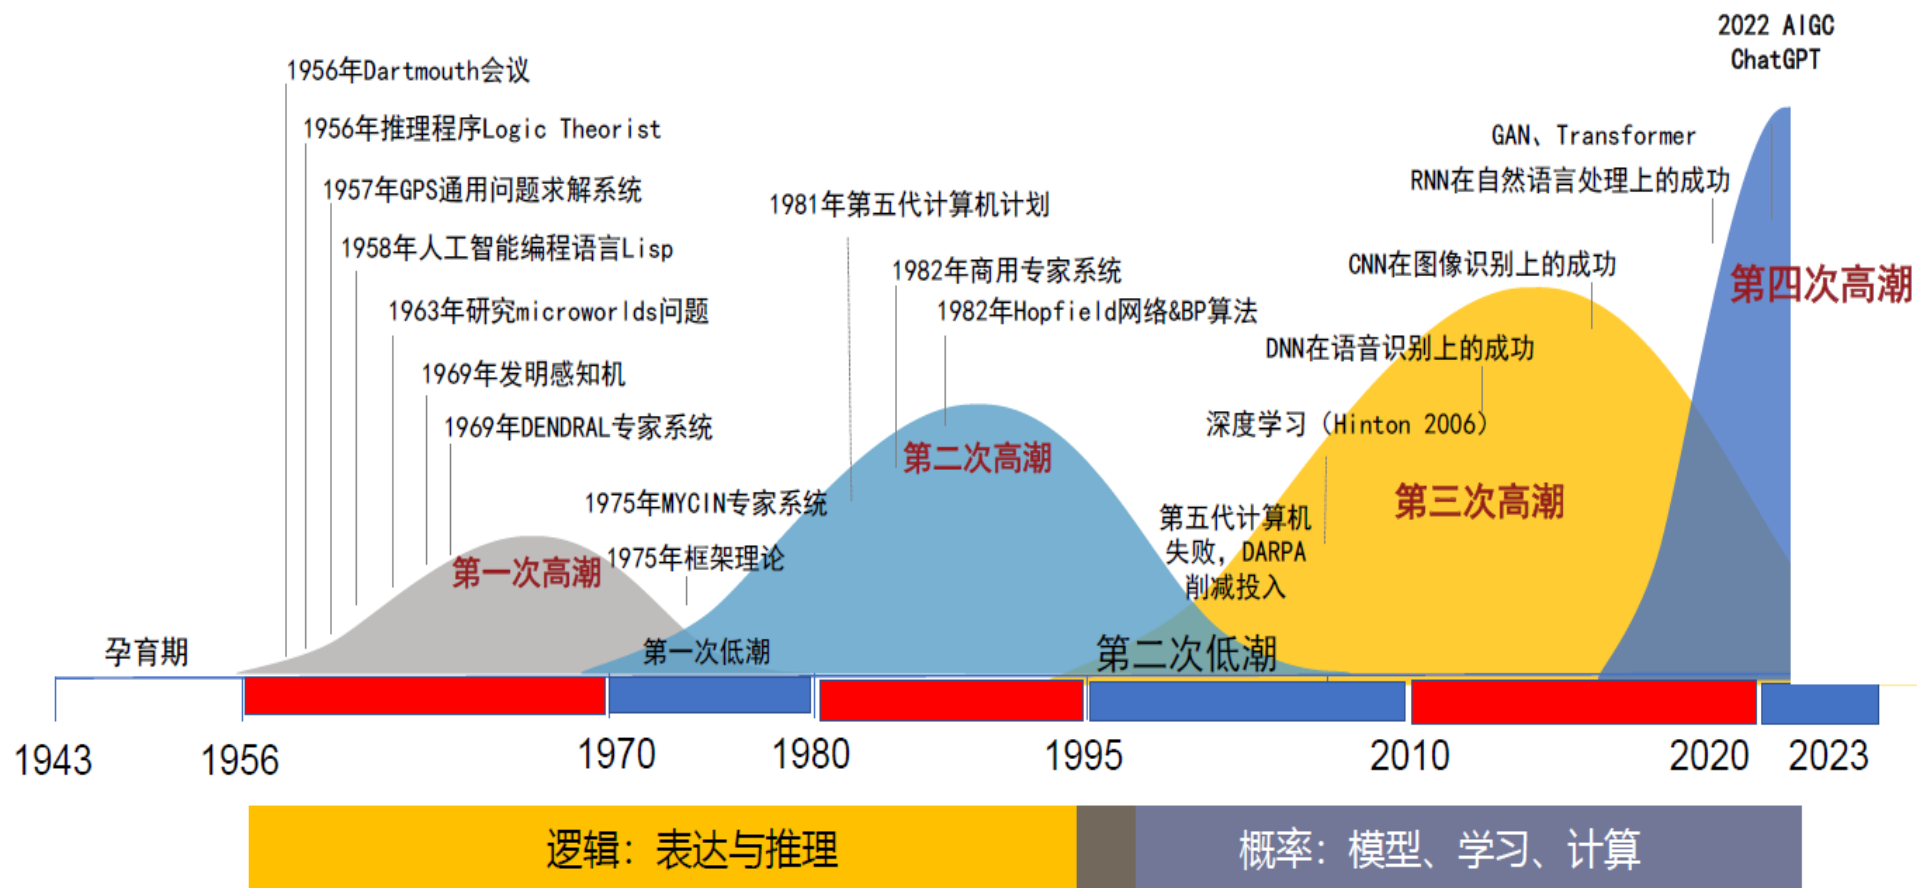 2022 AIGC
ChatGPT
1956年Dartmouth会议
1956年推理程序Logic Theorist
GAN、Transformer
RNN在自然语言处理上的成功
1957年GPS通用问题求解系统
1981年第五代计算机计划
1958年人工智能编程语言Lisp
CNN在图像识别上的成功
1982年商用专家系统
第四次高潮
1963年研究microworlds问题
1982年Hopfield网络&BP算法
DNN在语音识别上的成功
1969年发明感知机
1969年DENDRAL专家系统
深度学习（Hinton 2006）
第二次高潮
1975年MYCIN专家系统
第三次高潮
第五代计算机
失败，DARPA
削减投入
1975年框架理论
第一次高潮
孕育期
第一次低潮
第二次低潮
1943
1956
1970
1980
1995
2010
2020
2023
逻辑：表达与推理
概率：模型、学习、计算